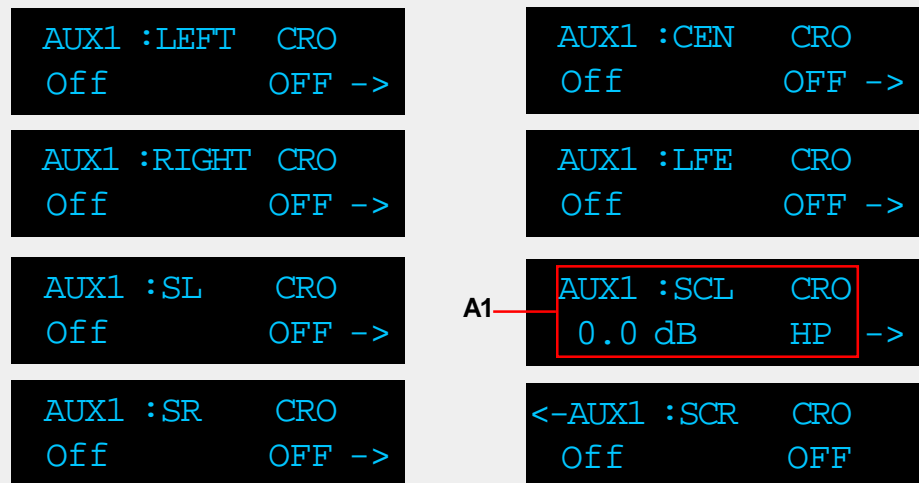 AUX1 :LEFT CRO
Off OFF ->
AUX1 :RIGHT CRO
Off OFF ->
AUX1 :SL CRO
Off OFF ->
AUX1 :SR CRO
Off OFF ->
AUX1 :CEN CRO
Off OFF ->
AUX1 :LFE CRO
Off OFF ->
A1
AUX1 :SCL CRO
0.0 dB HP ->
<-AUX1 :SCR CRO
Off OFF